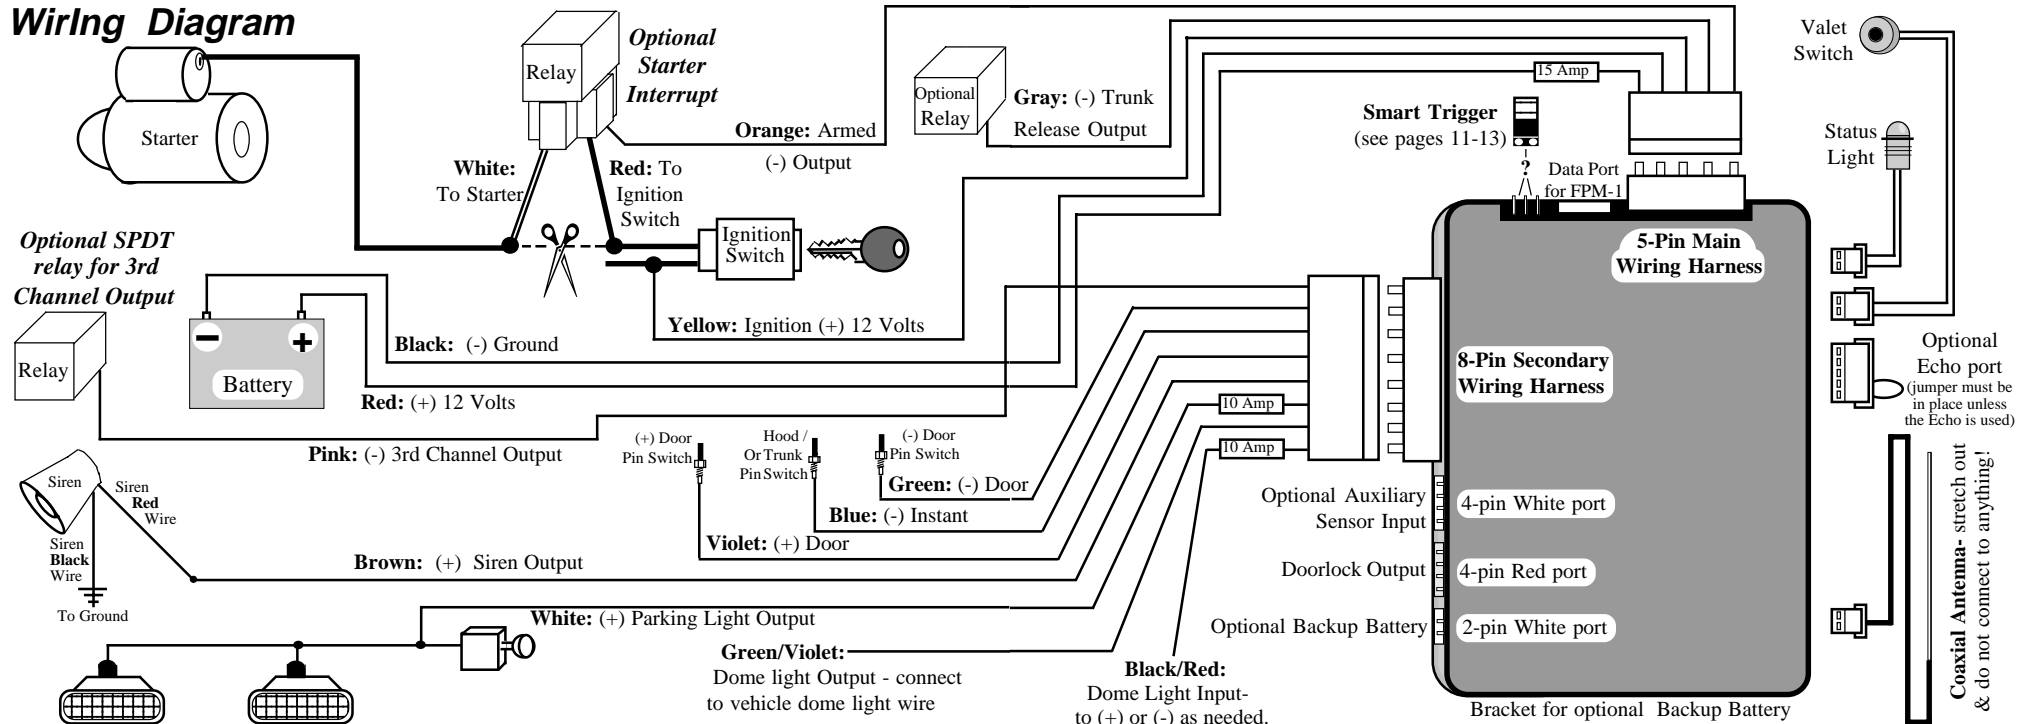 WirIng Diagram
Starter
Relay
Optional
Starter
Interrupt
White:
To Starter
Red: To
Ignition
Switch
Orange: Armed
(-) Output
Optional
Relay
Gray: (-) Trunk
Release Output
15 Amp
Smart Trigger
(see pages 11-13)
?
Data Port
for FPM-1
Valet
Switch
Status
Light
5-Pin Main
Wiring Harness
Optional SPDT
relay for 3rd
Channel Output
Relay
Ignition
Switch
Battery
Yellow: Ignition (+) 12 Volts
Black: (-) Ground
Red: (+) 12 Volts
Pink: (-) 3rd Channel Output
8-Pin Secondary
Wiring Harness
10 Amp
10 Amp
Optional
Echo port
(jumper must be
in place unless
the Echo is used)
(+) Door
Pin Switch
Hood /
Or Trunk
Pin Switch
(-) Door
Pin Switch
Green: (-) Door
Blue: (-) Instant
Violet: (+) Door
Siren
Siren
Red
Wire
Siren
Black
Wire
To Ground
Brown: (+) Siren Output
White: (+) Parking Light Output
Green/Violet:
Dome light Output - connect
to vehicle dome light wire
Black/Red:
Dome Light Input-
to (+) or (-) as needed.
Optional Auxiliary
Sensor Input
4-pin White port
Doorlock Output
4-pin Red port
Optional Backup Battery
2-pin White port
Bracket for optional Backup Battery
Coaxial Antenna- stretch out
& do not connect to anything!